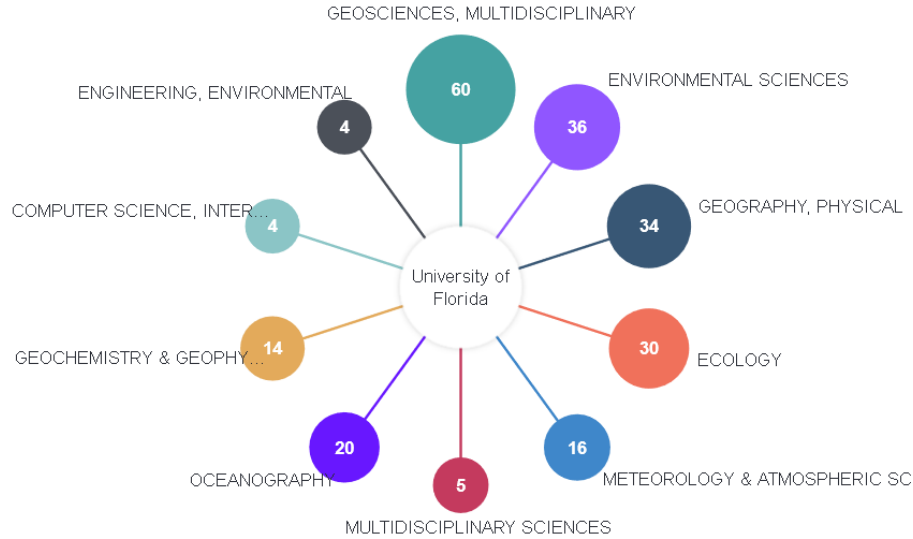 GEOSCIENCES, MULTIDISCIPLINARY
60
ENVIRONMENTAL SCIENCES
36
ENGINEERING, ENVIRONMENTAL
4
GEOGRAPHY, PHYSICAL
34
COMPUTER SCIENCE, INTER...
4
University of
Florida
GEOCHEMISTRY & GEOPHY...
14
30
ECOLOGY
20
OCEANOGRAPHY
16
METEOROLOGY & ATMOSPHERIC SC
5
MULTIDISCIPLINARY SCIENCES